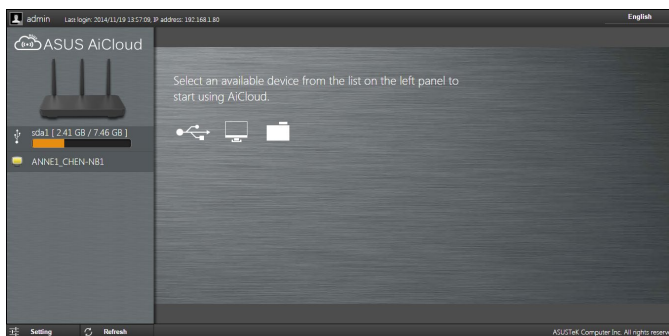 admin Last login: 2014/11/19 13:57:09, IP address: 192.168.1.80
English
ASUS AiCloud
Select an available device from the list on the left panel to
start using AiCloud.
sda1 [ 2.41 GB / 7.46 GB ]
ANNE1_CHEN-NB1
Setting Refresh
ASUSTeK Computer Inc. All rights reserve